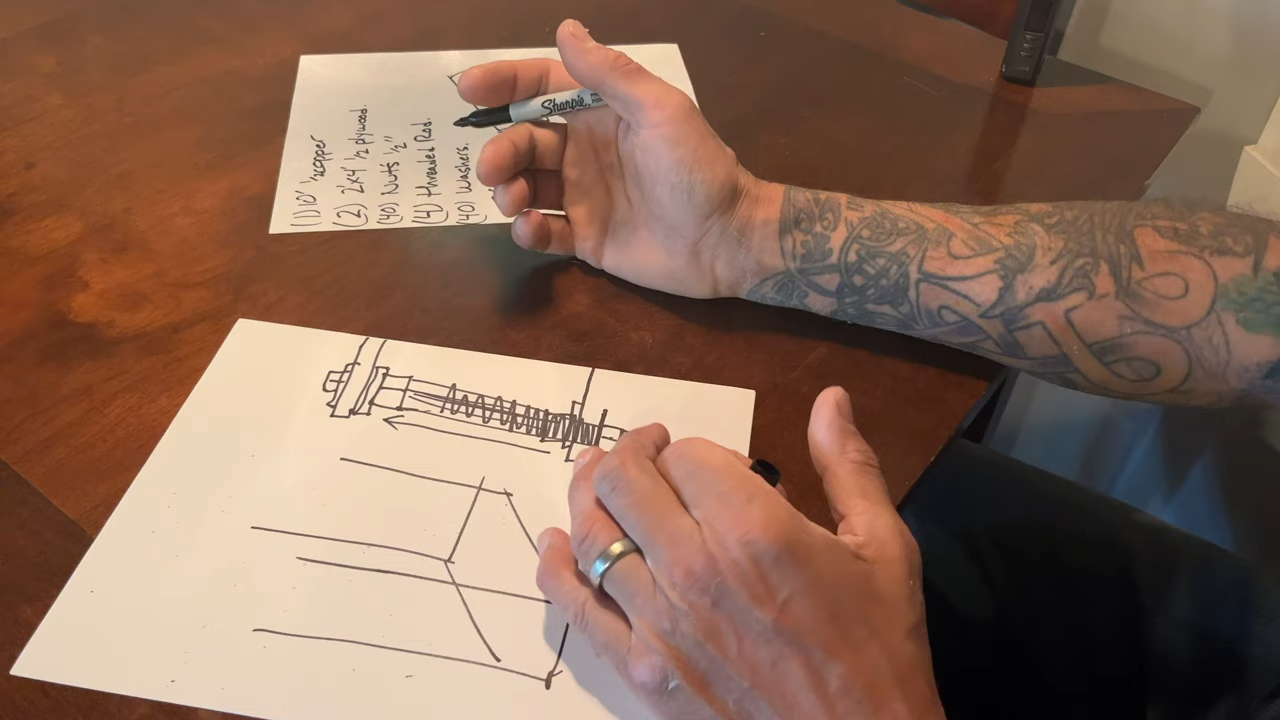 (1) 10' 1/2 copper
(2) 2x4' 1/2 plywood.
(40) Nuts 1/2"
(4) threaded Rod.
(40) Washers.
Sharpie